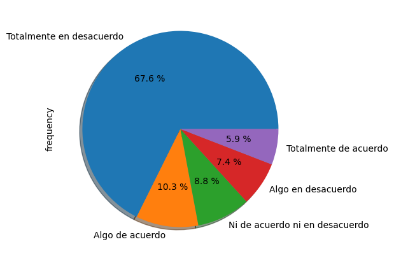 Totalmente en desacuerdo
67.6 %
frequency
5.9 %
Totalmente de acuerdo
7.4 %
Algo en desacuerdo
8.8 %
10.3 %
Ni de acuerdo ni en desacuerdo
Algo de acuerdo